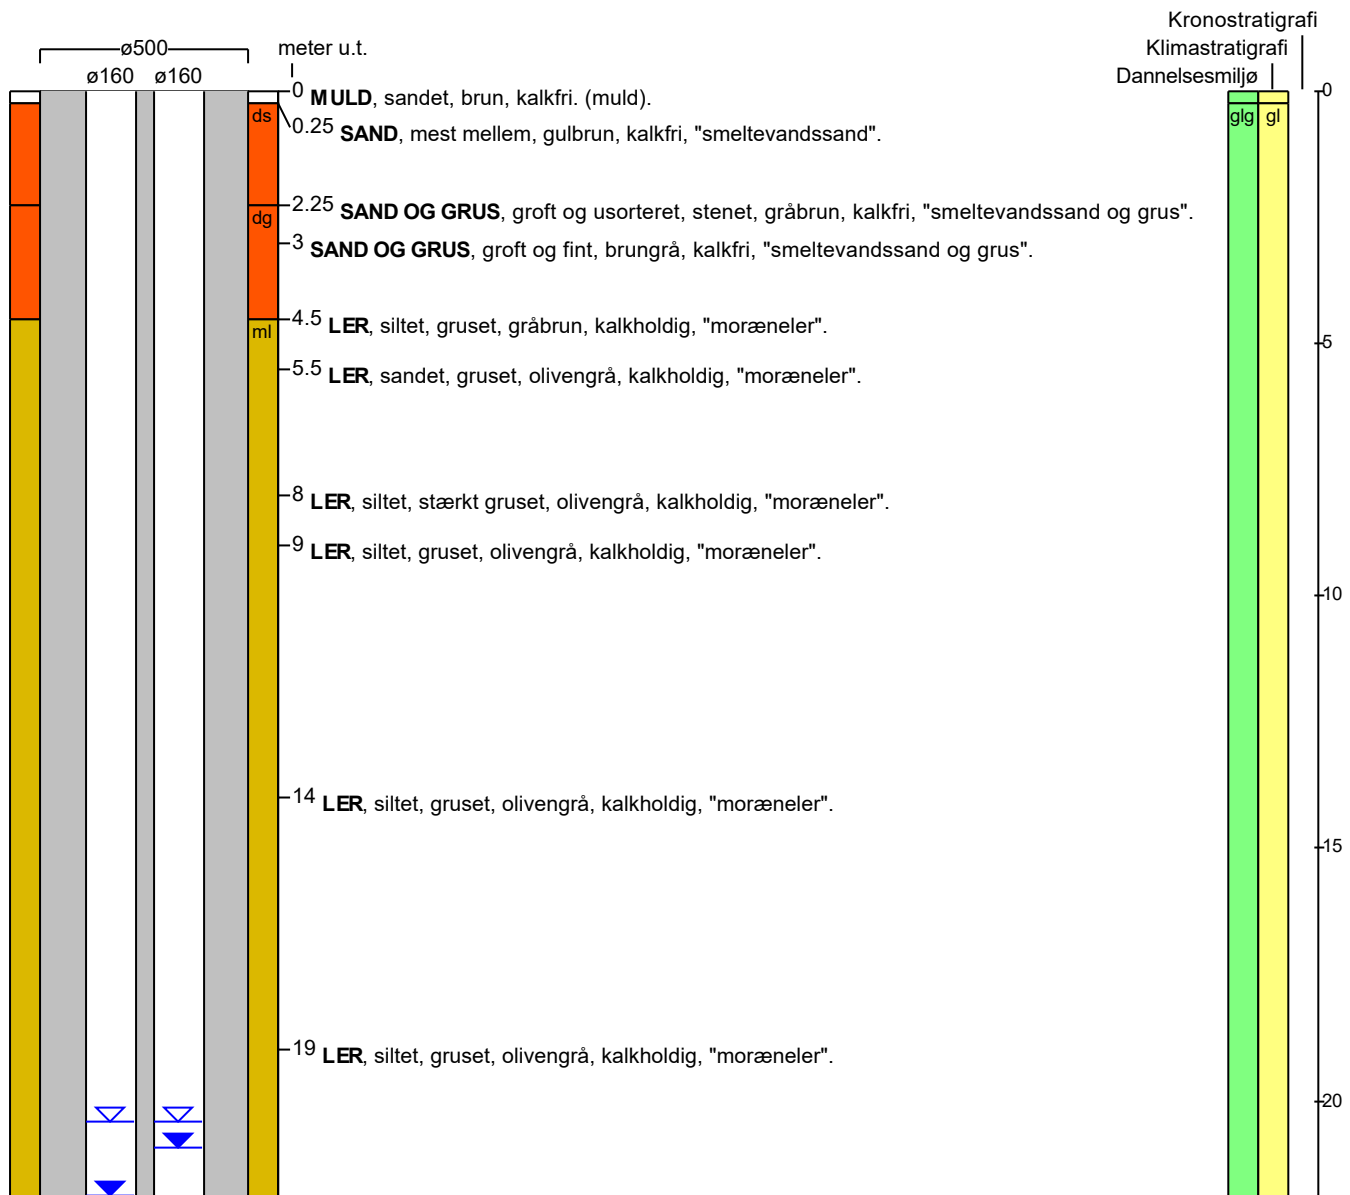 Kronostratigrafi
ø500 meter u.t. Klimastratigrafi
ø160 ø160 Dannelsesmiljø
0 MULD, sandet, brun, kalkfri. (muld). 0
ds 0.25 SAND, mest mellem, gulbrun, kalkfri, "smeltevandssand". glg gl
2.25 SAND OG GRUS, groft og usorteret, stenet, gråbrun, kalkfri, "smeltevandssand og grus".
dg
3 SAND OG GRUS, groft og fint, brungrå, kalkfri, "smeltevandssand og grus".
4.5 LER, siltet, gruset, gråbrun, kalkholdig, "moræneler".
ml 5
5.5 LER, sandet, gruset, olivengrå, kalkholdig, "moræneler".
8 LER, siltet, stærkt gruset, olivengrå, kalkholdig, "moræneler".
9 LER, siltet, gruset, olivengrå, kalkholdig, "moræneler".
10
14 LER, siltet, gruset, olivengrå, kalkholdig, "moræneler".
15
19 LER, siltet, gruset, olivengrå, kalkholdig, "moræneler".
20